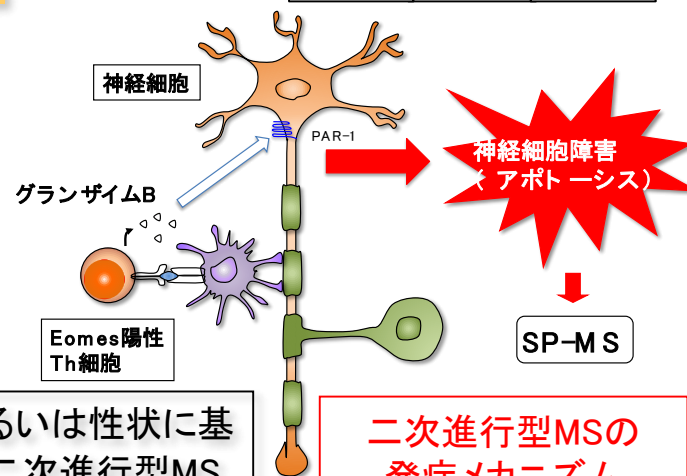 神経細胞
PAR-1
神経細胞障害
（アポトーシス）
グランザイムB
Eomes陽性
Th細胞
SP-MS
るいは性状に基
二次進行型MS
二次進行型MSの
発症メカニズム